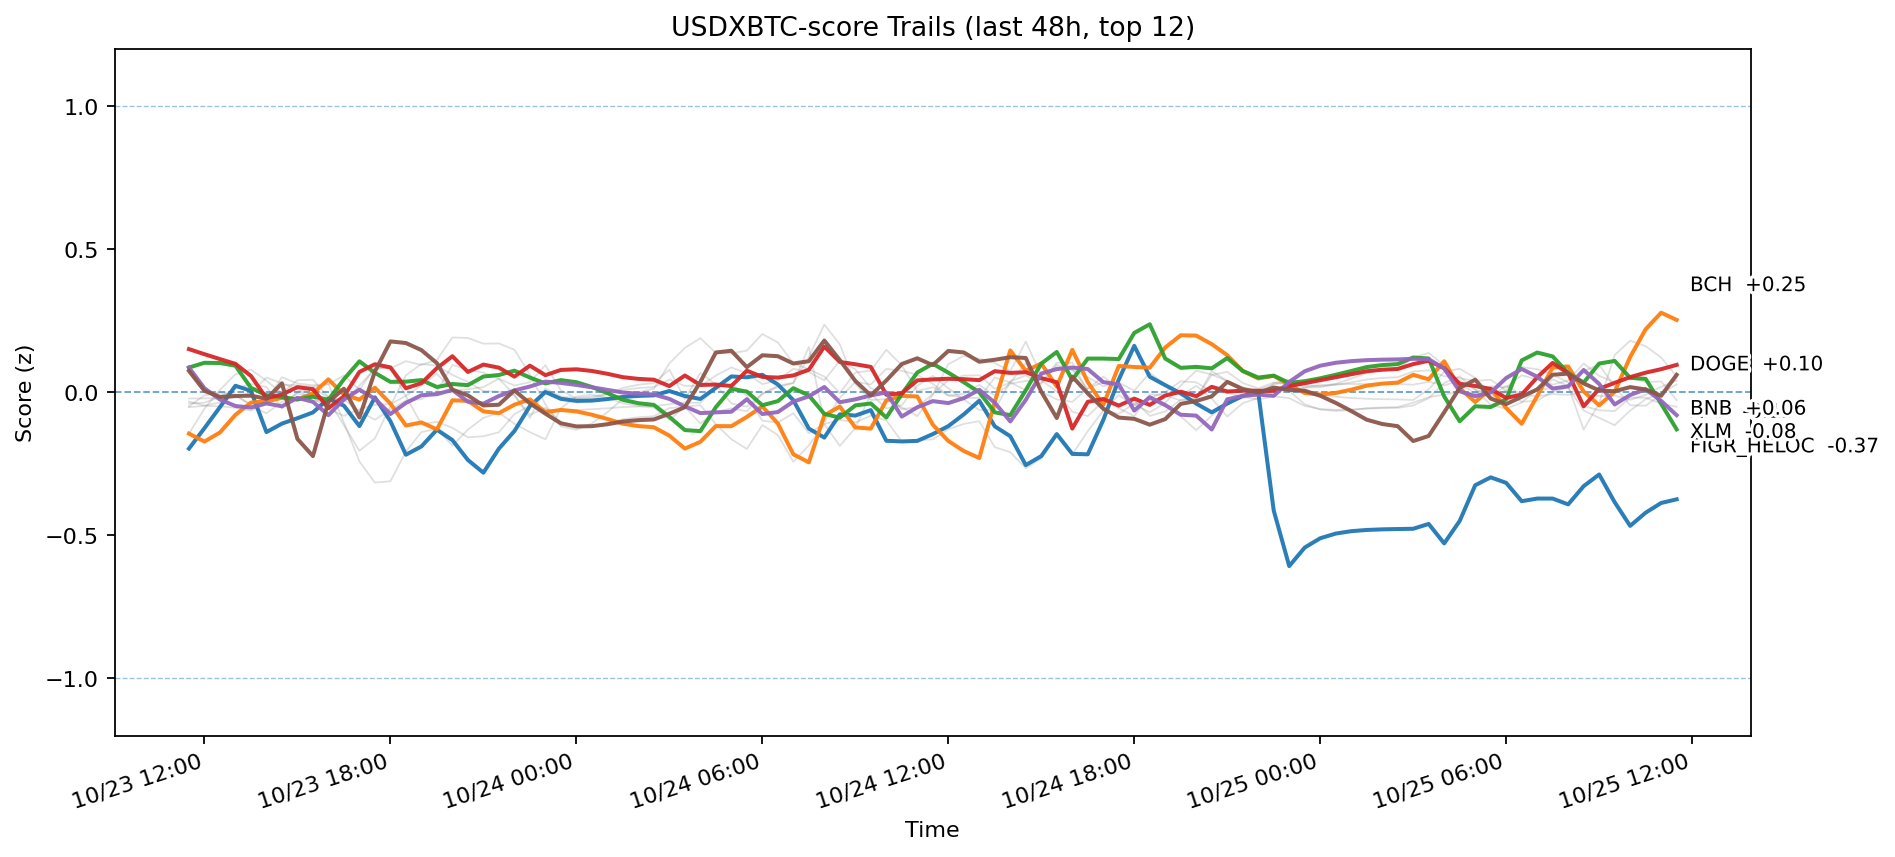 USDXBTC-score Trails (last 48h, top 12)
Score (z)
1.0
0.5
0.0
−0.5
−1.0
BCH +0.25
DOGE +0.10
BNB +0.06
XLM -0.08
FIGR_HELOC -0.37
10/23 12:00
10/23 18:00
10/24 00:00
10/24 06:00
10/24 12:00
10/24 18:00
10/25 00:00
10/25 06:00
10/25 12:00
Time